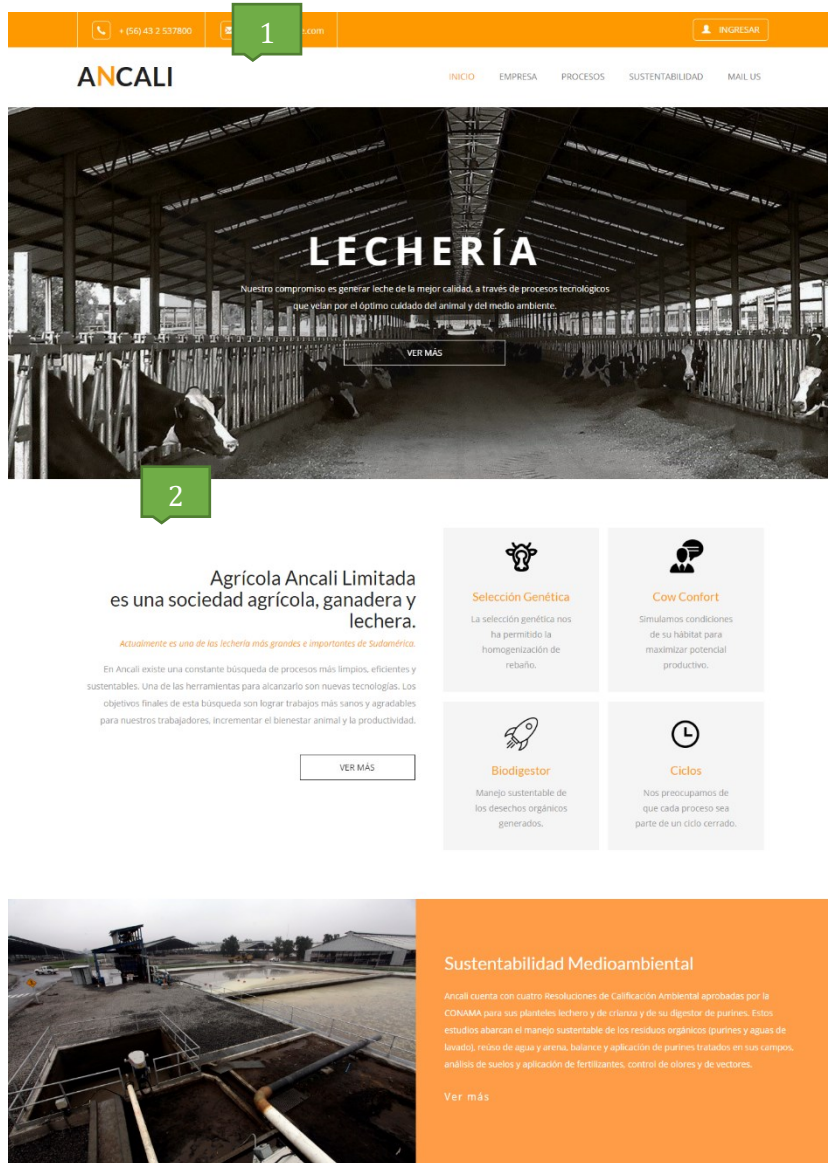 + (56) 43 2 537800
1
e.com
INGRESAR
ANCALI
INICIO EMPRESA PROCESOS SUSTENTABILIDAD MAIL US
LECHERÍA
Nuestro compromiso es generar leche de la mejor calidad, a través de procesos tecnológicos
que velan por el óptimo cuidado del animal y del medio ambiente.
VER MÁS
2
Agrícola Ancali Limitada
es una sociedad agrícola, ganadera y
lechera.
Actualmente es una de las lechería más grandes e importantes de Sudamérica.
En Ancali existe una constante búsqueda de procesos más limpios, eficientes y
sustentables. Una de las herramientas para alcanzarlo son nuevas tecnologías. Los
objetivos finales de esta búsqueda son lograr trabajos más sanos y agradables
para nuestros trabajadores, incrementar el bienestar animal y la productividad.
VER MÁS
Selección Genética
La selección genética nos
ha permitido la
homogenización de
rebaño.
Cow Confort
Simulamos condiciones
de su hábitat para
maximizar potencial
productivo.
Biodigestor
Manejo sustentable de
los desechos orgánicos
generados.
Ciclos
Nos preocupamos de
que cada proceso sea
parte de un ciclo cerrado.
Sustentabilidad Medioambiental
Ancali cuenta con cuatro Resoluciones de Calificación Ambiental aprobadas por la
CONAMA para sus planteles lechero y de crianza y de su digestor de purines. Estos
estudios abarcan el manejo sustentable de los residuos orgánicos (purines y aguas de
lavado), reúso de agua y arena, balance y aplicación de purines tratados en sus campos,
análisis de suelos y aplicación de fertilizantes, control de olores y de vectores.
Ver más